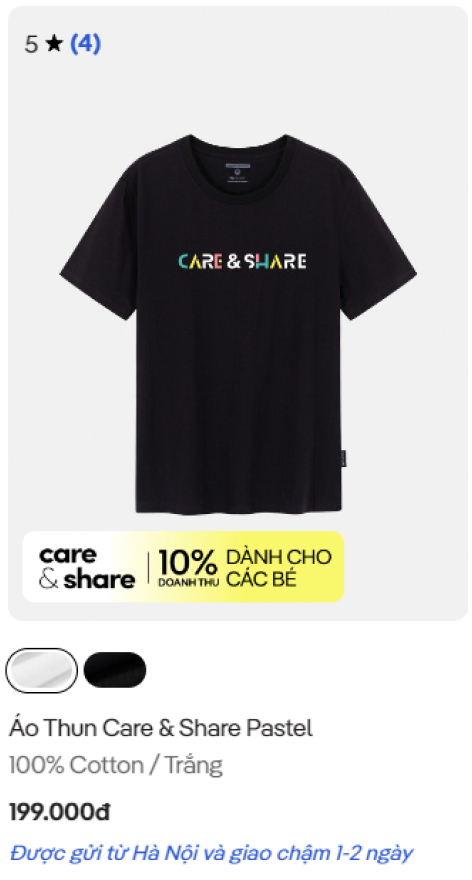 5 ★ (4)
CARE & SHARE
care
& share
10%
DOANH THU
DÀNH CHO
CÁC BÉ
Áo Thun Care & Share Pastel
100% Cotton / Trắng
199.000đ
Được gửi từ Hà Nội và giao chậm 1-2 ngày